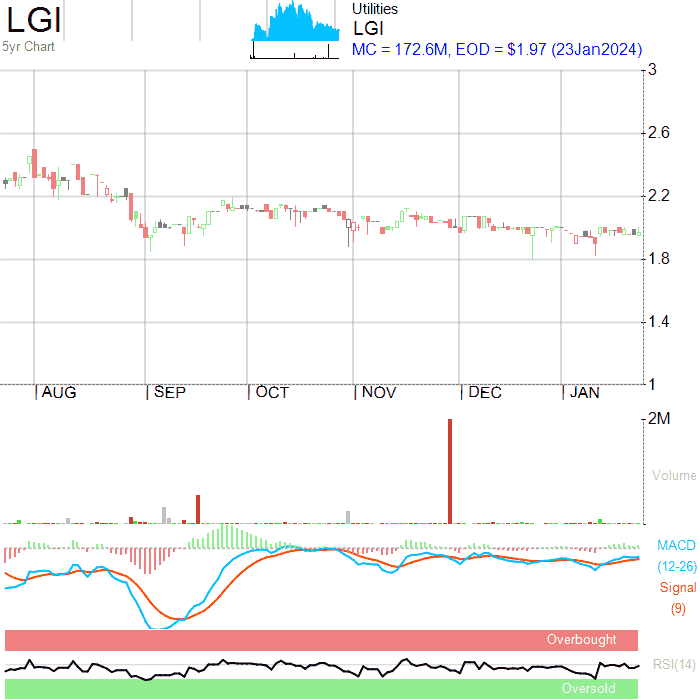 LGI
5yr Chart
Utilities
LGI
MC = 172.6M, EOD = $1.97 (23Jan2024)
3
2.6
2.2
1.8
1.4
1
AUG SEP OCT NOV DEC JAN
2M
Volume
MACD
(12-26)
Signal
(9)
Overbought
RSI(14)
Oversold